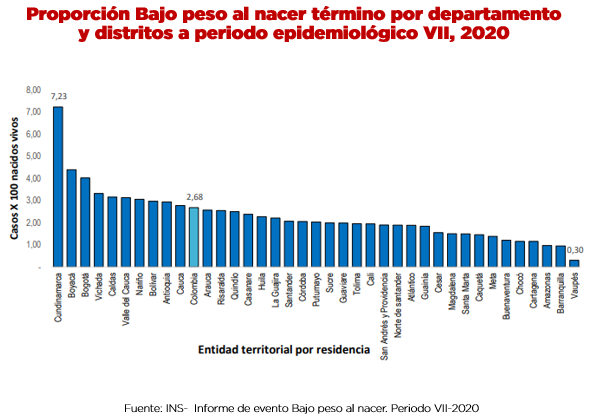 Proporción Bajo peso al nacer término por departamento
y distritos a periodo epidemiológico VII, 2020
Casos X 100 nacidos vivos
8,00
7,00
6,00
5,00
4,00
3,00
2,00
1,00
-
7,23
2,68
0,30
Cundinamarca
Boyacá
Bogotá
Vichada
Caldas
Valle del Cauca
Nariño
Bolívar
Antioquia
Cauca
Colombia
Arauca
Risaralda
Quindío
Casanare
Huila
La Guajira
Santander
Córdoba
Putumayo
Sucre
Guaviare
Tolima
Cali
San Andrés y Providencia
Norte de santander
Atlántico
Guainía
Cesar
Magdalena
Santa Marta
Caquetá
Meta
Buenaventura
Chocó
Cartagena
Amazonas
Barranquilla
Vaupés
Entidad territorial por residencia
Fuente: INS- Informe de evento Bajo peso al nacer. Periodo VII-2020